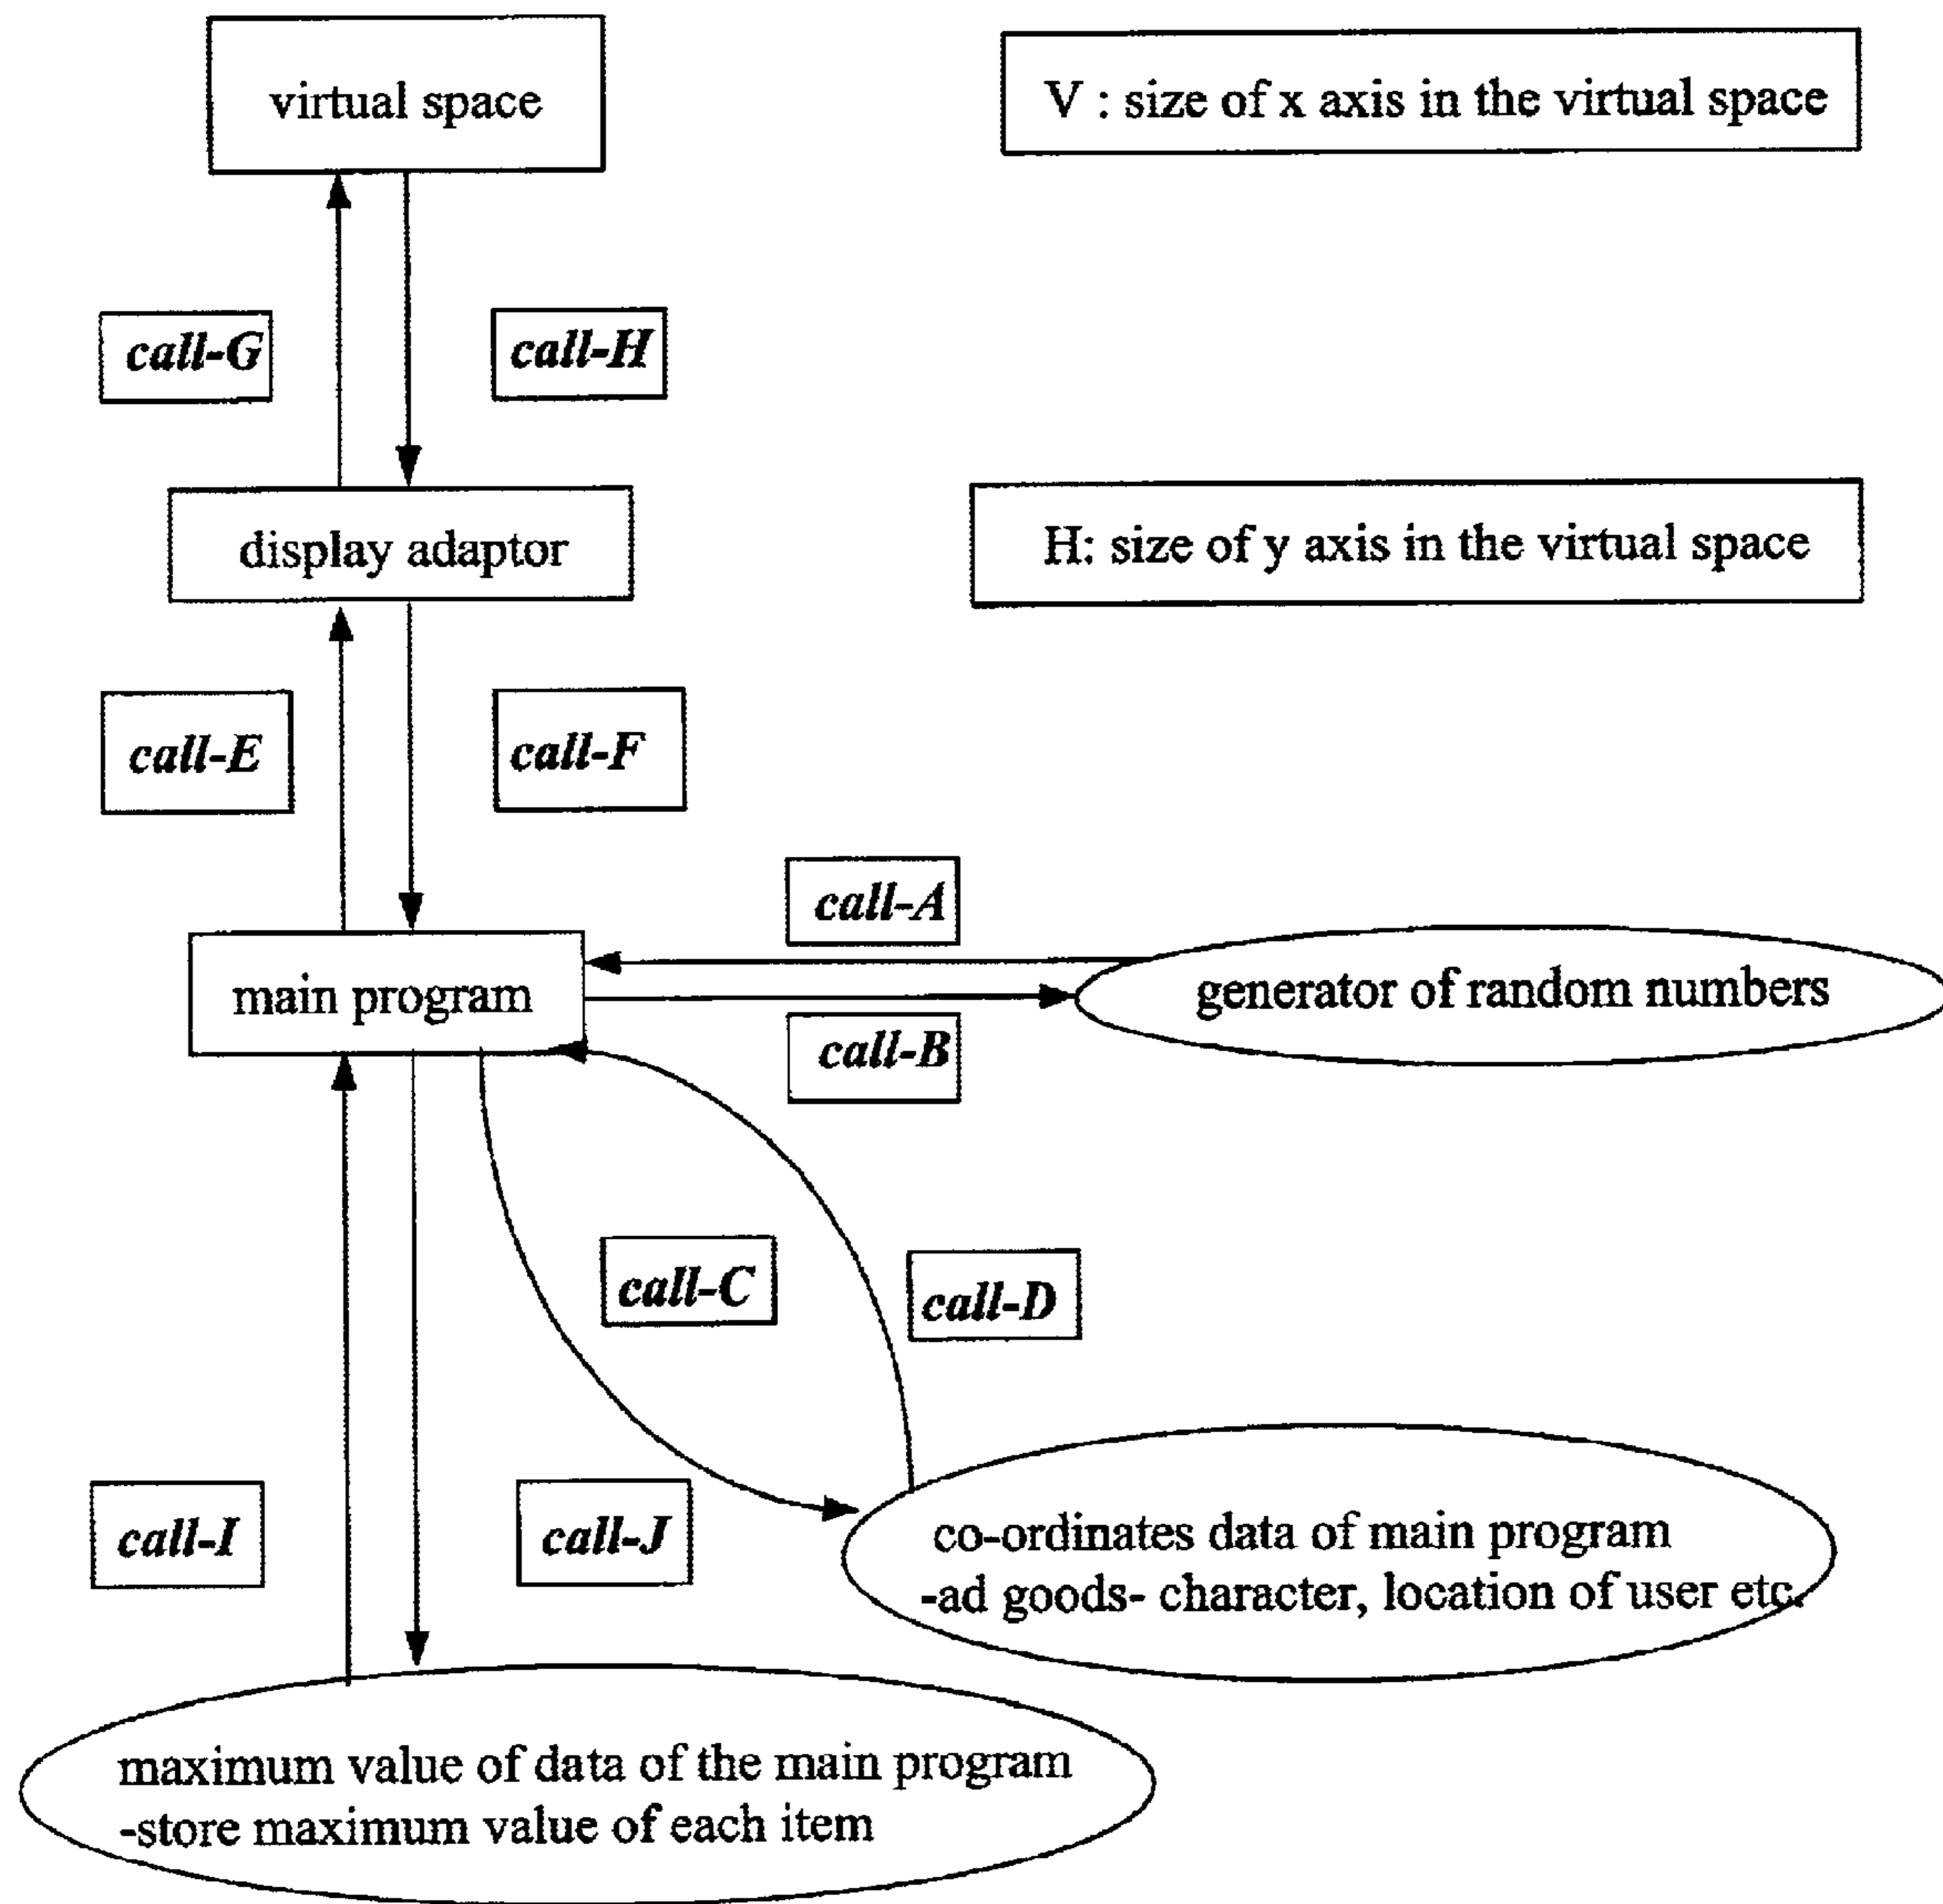 virtual space
V : size of x axis in the virtual space
call-G
call-H
display adaptor
H: size of y axis in the virtual space
call-E
call-F
call-A
main program
generator of random numbers
call-B
call-C
call-D
call-I
call-J
co-ordinates data of main program
-ad goods- character, location of user etc.
maximum value of data of the main program
-store maximum value of each item